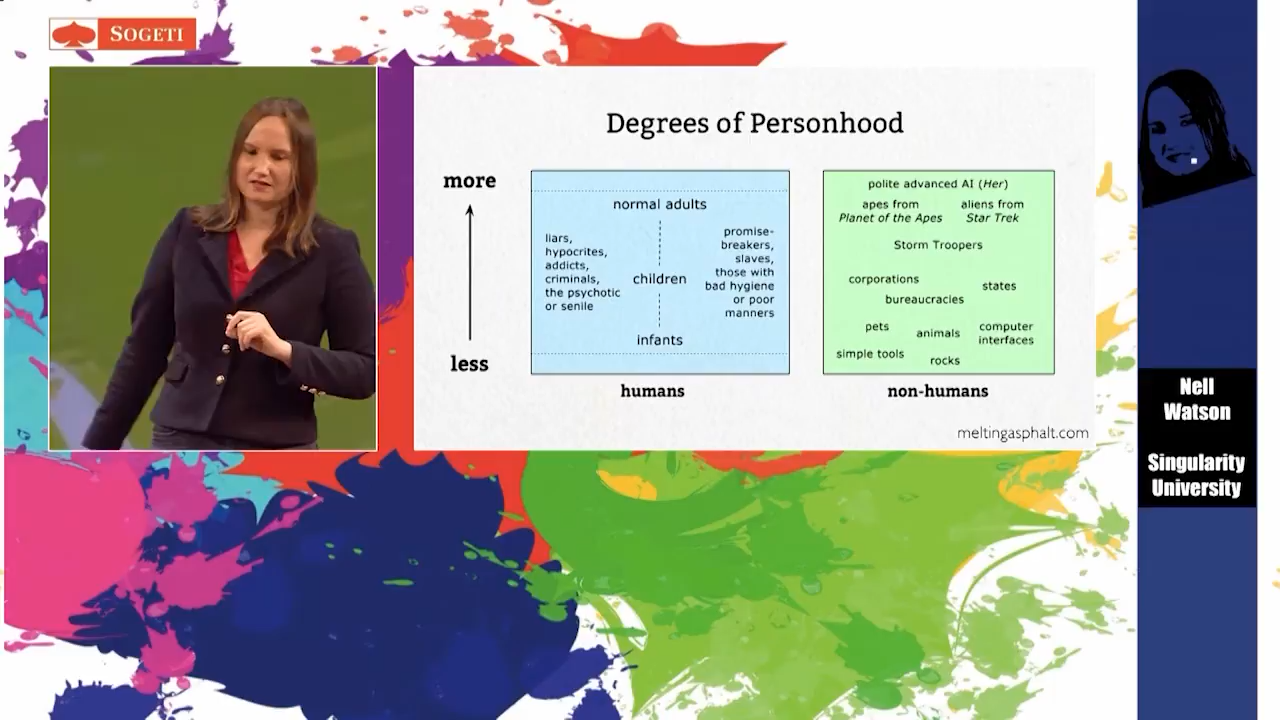 SOGETI
Degrees of Personhood
more
less
normal adults
liars,
hypocrites,
addicts,
criminals,
the psychotic
or senile
children
promise-
breakers,
slaves,
those with
bad hygiene
or poor
manners
infants
humans
polite advanced AI (Her)
apes from
Planet of the Apes
aliens from
Star Trek
Storm Troopers
corporations
states
bureaucracies
pets
animals
computer
interfaces
simple tools
rocks
non-humans
meltingasphalt.com
Nell
Watson
Singularity
University